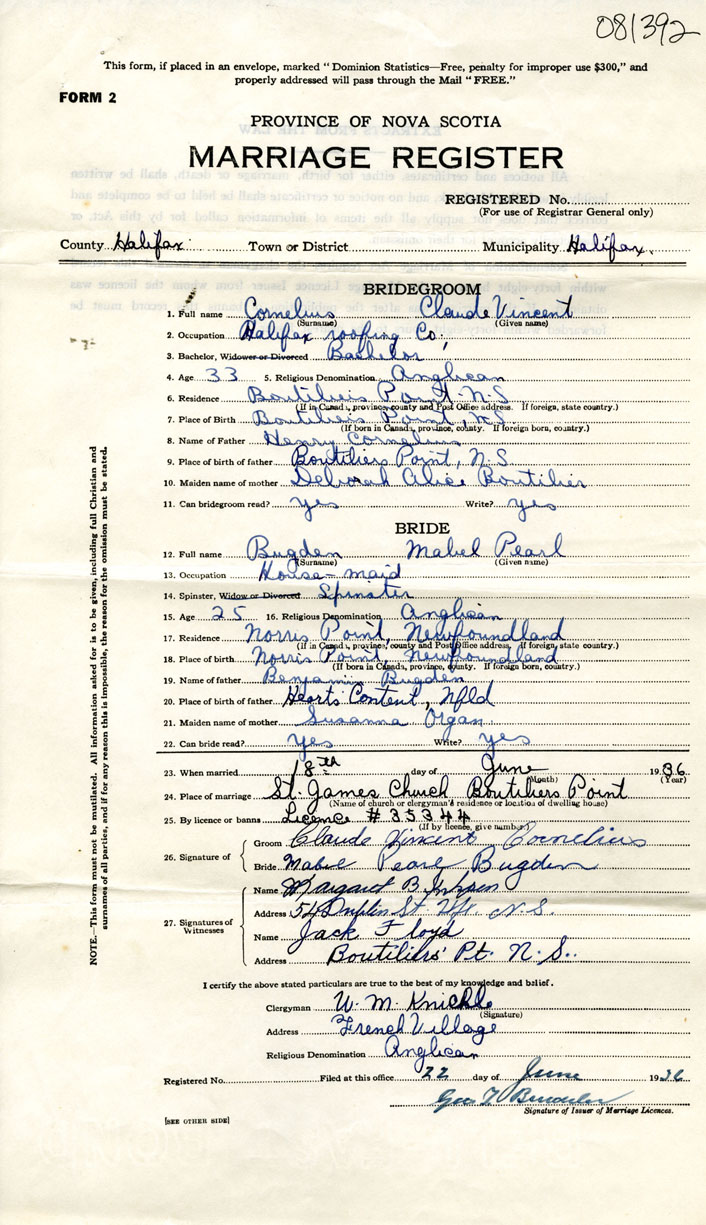 081392
This form, if placed in an envelope, marked "Dominion Statistics—Free, penalty for improper use $300," and
properly addressed will pass through the Mail "FREE."
FORM 2
PROVINCE OF NOVA SCOTIA
MARRIAGE REGISTER
REGISTERED No.
(For use of Registrar General only)
County Halifax Town or District Municipality Halifax.
BRIDEGROOM
1. Full name Cornelius Claude Vincent
(Surname) (Given name)
2. Occupation Halifax roofing Co.
3. Bachelor, Widower or Divorced Bachelor
4. Age 33 5. Religious Denomination Anglican
6. Residence Boutiliers Point N.S
(If in Canada, province, county and Post Office address. If foreign, state country.)
7. Place of Birth Boutiliers Point, N.S
(If born in Canada, province, county. If foreign born, country.)
8. Name of Father Henry Cornelius
9. Place of birth of father Boutiliers Point, N.S
10. Maiden name of mother Deborah Alice Boutilier
11. Can bridegroom read? yes Write? yes
BRIDE
12. Full name Bugden Mabel Pearl
(Surname) (Given name)
13. Occupation House-maid
14. Spinster, Widow or Divorced Spinster
15. Age 25 16. Religious Denomination Anglican
17. Residence Norris Point, Newfoundland
(If in Canada, province, county and Post Office address. If foreign, state country.)
18. Place of birth Norris Point, Newfoundland
(If born in Canada, province, county. If foreign born, country.)
19. Name of father Benjamin Bugden
20. Place of birth of father Hearts Content, Nfld
21. Maiden name of mother Susanna Organ
22. Can bride read? Yes Write? yes
23. When married 18th day of June 1936
(Month) (Year)
24. Place of marriage St. James Church Boutiliers Point
(Name of church or clergyman's residence or location of dwelling house)
25. By licence or banns Licence # 35344
(If by licence, give number)
26. Signature of
Groom Claude Vincent Cornelius
Bride Mabel Pearl Bugden
27. Signatures of Witnesses
Name Margaret B.
Address 54 Duffin St Hfx. N.S.
Name Jack Floyd
Address Boutiliers' Pt. N.S.
I certify the above stated particulars are true to the best of my knowledge and belief.
Clergyman W. M. Knickle
(Signature)
Address French Village
Religious Denomination Anglican
Registered No. Filed at this office 22 day of June 1936
Geo
Signature of Issuer of Marriage Licences.
[SEE OTHER SIDE]
NOTE.—This form must not be mutilated. All information asked for is to be given, including full Christian and
surnames of all parties, and if for any reason this is impossible, the reason for the omission must be stated.